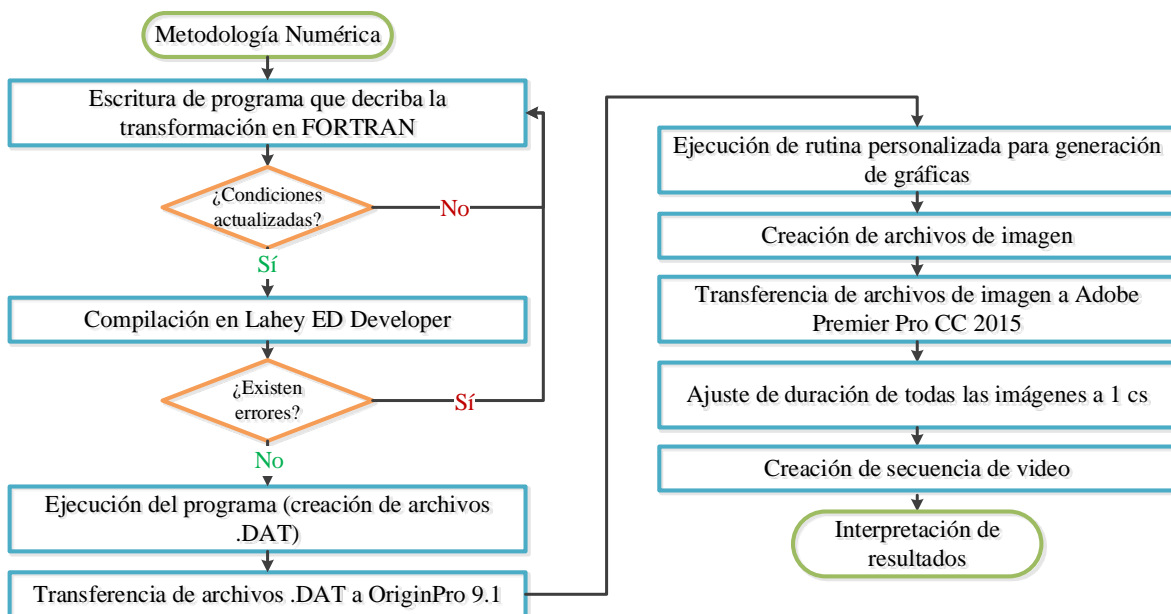 Metodología Numérica
Escritura de programa que decriba la
transformación en FORTRAN
¿Condiciones
actualizadas?
No
Sí
Compilación en Lahey ED Developer
¿Existen
errores?
Sí
No
Ejecución del programa (creación de archivos
.DAT)
Transferencia de archivos .DAT a OriginPro 9.1
Ejecución de rutina personalizada para generación
de gráficas
Creación de archivos de imagen
Transferencia de archivos de imagen a Adobe
Premier Pro CC 2015
Ajuste de duración de todas las imágenes a 1 cs
Creación de secuencia de video
Interpretación de
resultados